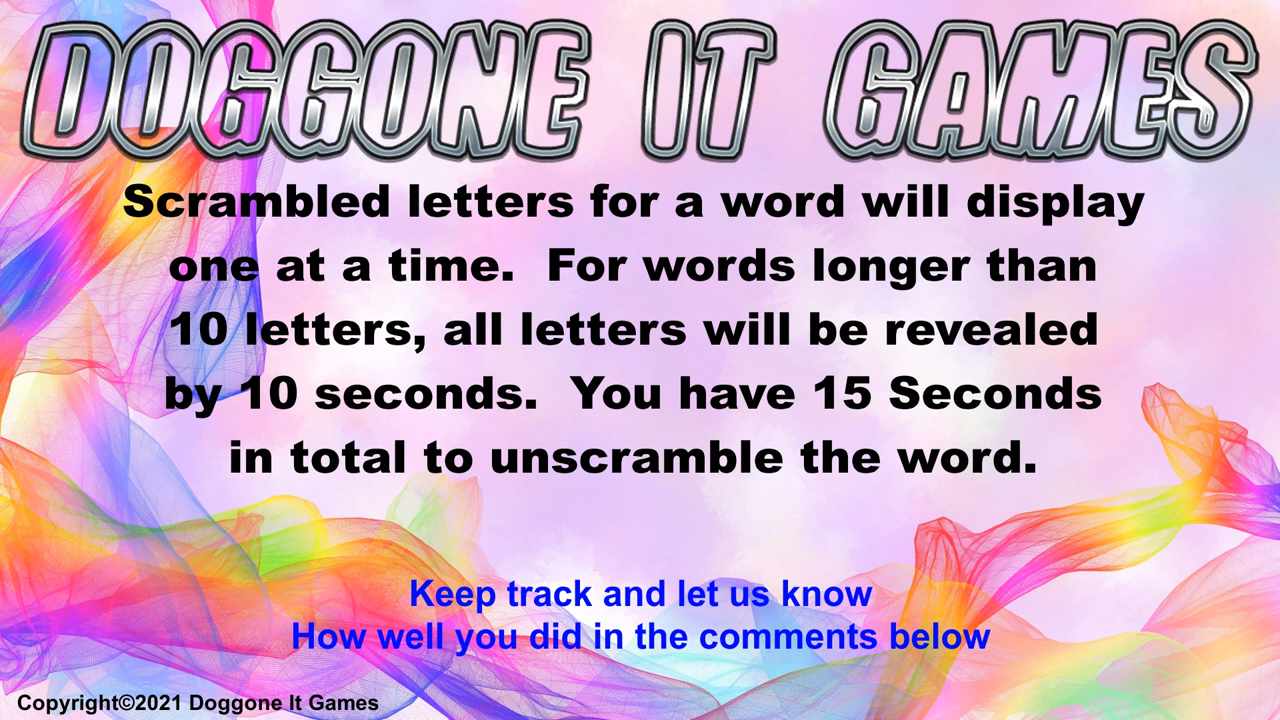 DOGGONE IT GAMES
Scrambled letters for a word will display
one at a time.  For words longer than
10 letters, all letters will be revealed
by 10 seconds.  You have 15 Seconds
in total to unscramble the word.
Keep track and let us know
How well you did in the comments below
Copyright©2021 Doggone It Games